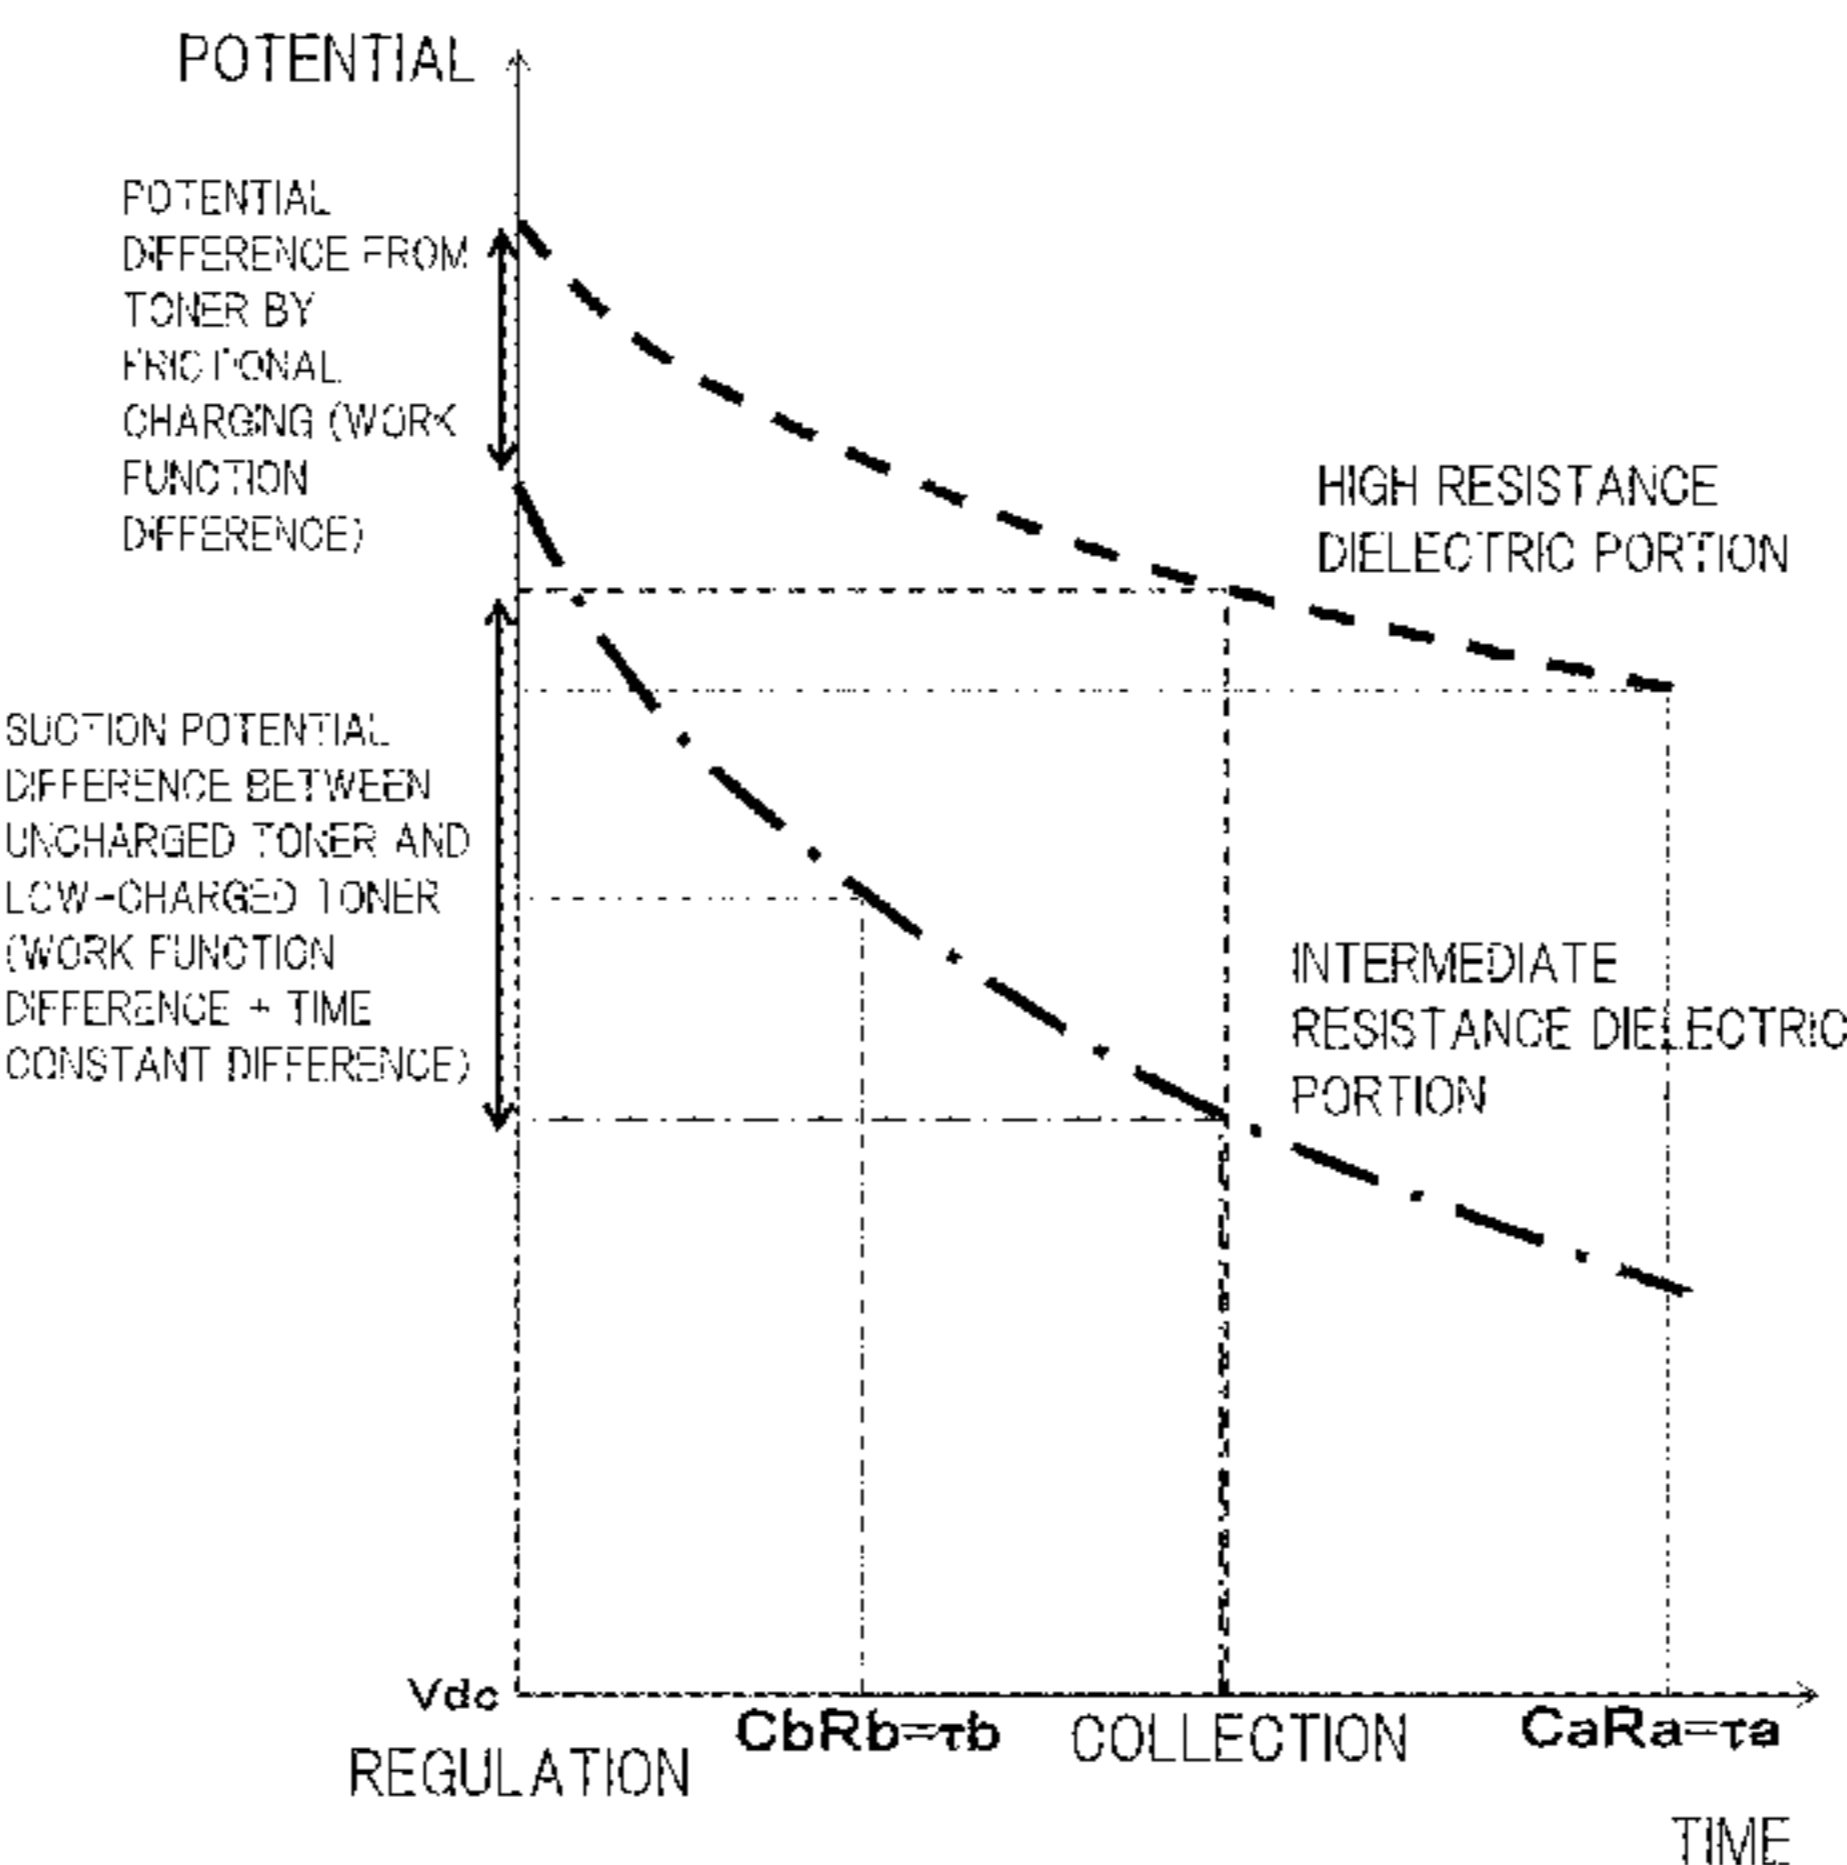 POTENTIAL
POTENTIAL
DIFFERENCE FROM
TONER BY
FRICTIONAL
CHARGING (WORK
FUNCTION
DIFFERENCE)
HIGH RESISTANCE
DIELECTRIC PORTION
SUCTION POTENTIAL
DIFFERENCE BETWEEN
UNCHARGED TONER AND
LOW-CHARGED TONER
(WORK FUNCTION
DIFFERENCE + TIME
CONSTANT DIFFERENCE)
INTERMEDIATE
RESISTANCE DIELECTRIC
PORTION
Vdc
REGULATION
CbRb=τb
COLLECTION
CaRa=τa
TIME